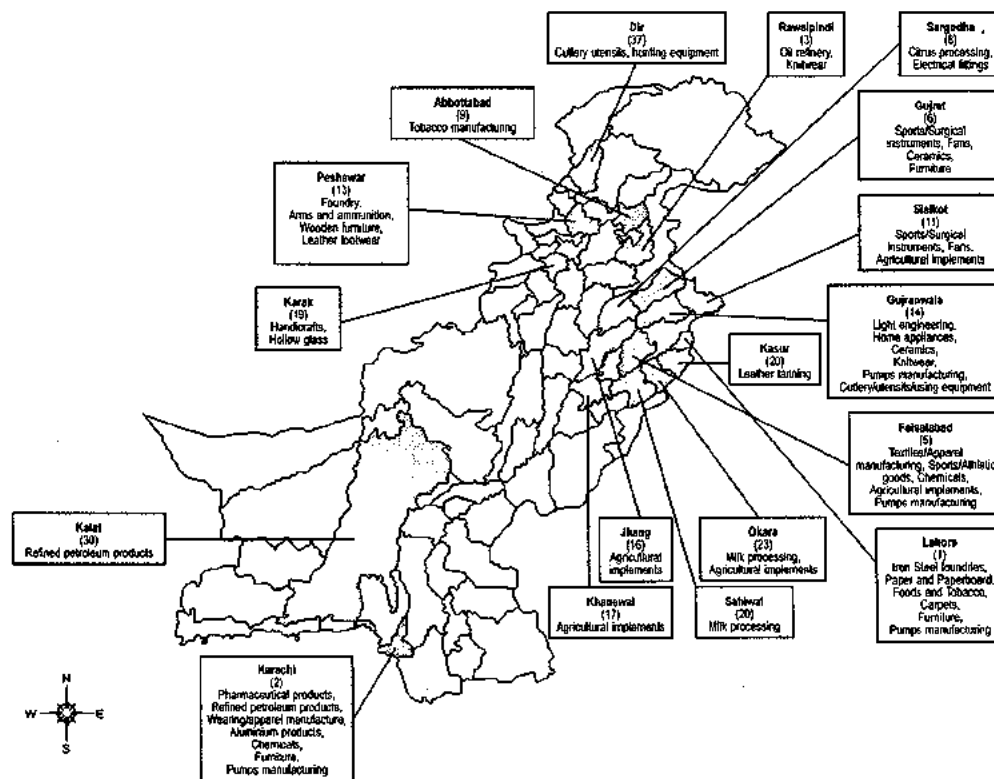 Dir
(37)
Cutlery utensils, hunting equipment
Rawalpindi
(3)
Oil refinery,
Knitwear
Sargodha
(8)
Citrus processing,
Electrical fittings
Abbottabad
(9)
Tobacco manufacturing
Gujrat
(6)
Sports/Surgical
instruments, Fans,
Ceramics,
Furniture
Peshawar
(13)
Foundry,
Arms and ammunition,
Wooden furniture,
Leather footwear
Sialkot
(11)
Sports/Surgical
Instruments, Fans,
Agricultural implements
Karak
(19)
Handicrafts,
Hollow glass
Gujranwala
(14)
Light engineering,
Home appliances,
Ceramics,
Knitwear,
Pumps manufacturing,
Cutlery/utensils/using equipment
Kasur
(20)
Leather tanning
Faisalabad
(5)
Textiles/Apparel
manufacturing, Sports/Athletic
goods, Chemicals,
Agricultural implements,
Pumps manufacturing
Kalat
(30)
Refined petroleum products
Jhang
(16)
Agricultural
implements
Okara
(23)
Milk processing,
Agricultural implements
Lahore
(1)
Iron Steel foundries,
Paper and Paperboard,
Foods and Tobacco,
Carpets,
Furniture,
Pumps manufacturing
Khanewal
(17)
Agricultural implements
Sahiwal
(20)
Milk processing
Karachi
(2)
Pharmaceutical products,
Refined petroleum products,
Wearing/apparel manufacture,
Aluminium products,
Chemicals,
Furniture,
Pumps manufacturing
N
W E
S